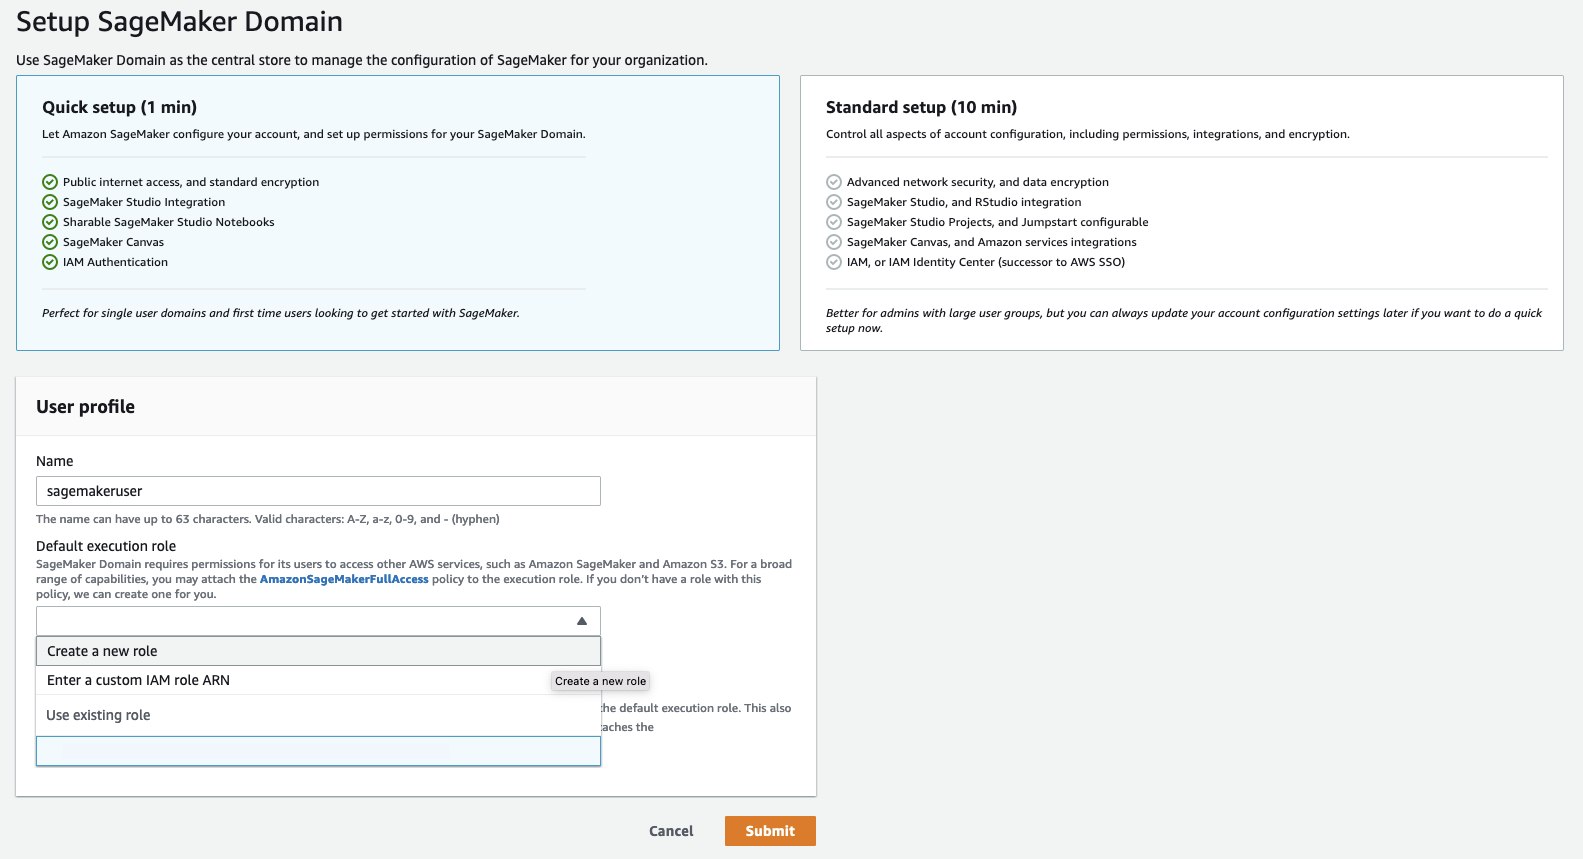 Setup SageMaker Domain
Use SageMaker Domain as the central store to manage the configuration of SageMaker for your organization.
Quick setup (1 min)
Let Amazon SageMaker configure your account, and set up permissions for your SageMaker Domain.
Public internet access, and standard encryption
SageMaker Studio Integration
Sharable SageMaker Studio Notebooks
SageMaker Canvas
IAM Authentication
Perfect for single user domains and first time users looking to get started with SageMaker.
Standard setup (10 min)
Control all aspects of account configuration, including permissions, integrations, and encryption.
Advanced network security, and data encryption
SageMaker Studio, and RStudio integration
SageMaker Studio Projects, and Jumpstart configurable
SageMaker Canvas, and Amazon services integrations
IAM, or IAM Identity Center (successor to AWS SSO)
Better for admins with large user groups, but you can always update your account configuration settings later if you want to do a quick
setup now.
User profile
Name
sagemakeruser
The name can have up to 63 characters. Valid characters: A-Z, a-z, 0-9, and - (hyphen)
Default execution role
SageMaker Domain requires permissions for its users to access other AWS services, such as Amazon SageMaker and Amazon S3. For a broad
range of capabilities, you may attach the AmazonSageMakerFullAccess policy to the execution role. If you don't have a role with this
policy, we can create one for you.
Create a new role
Enter a custom IAM role ARN
Create a new role
the default execution role. This also
Use existing role
taches the
Cancel
Submit